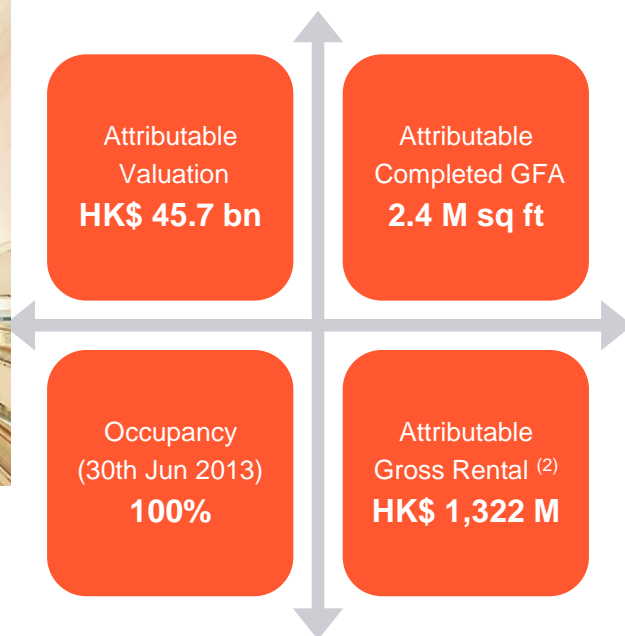 Attributable
Valuation
HK$ 45.7 bn
Attributable
Completed GFA
2.4 M sq ft
Occupancy
(30th Jun 2013)
100%
Attributable
Gross Rental (2)
HK$ 1,322 M